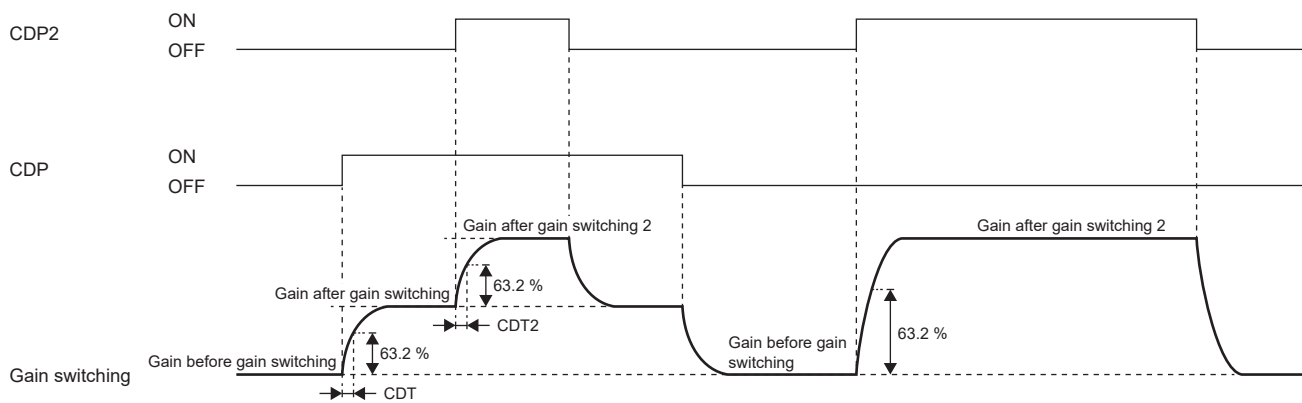 CDP2
ON
OFF
CDP
ON
OFF
Gain after gain switching 2
Gain after gain switching 2
63.2 %
Gain after gain switching
CDT2
63.2 %
Gain before gain
switching
63.2 %
Gain before gain switching
Gain switching
CDT